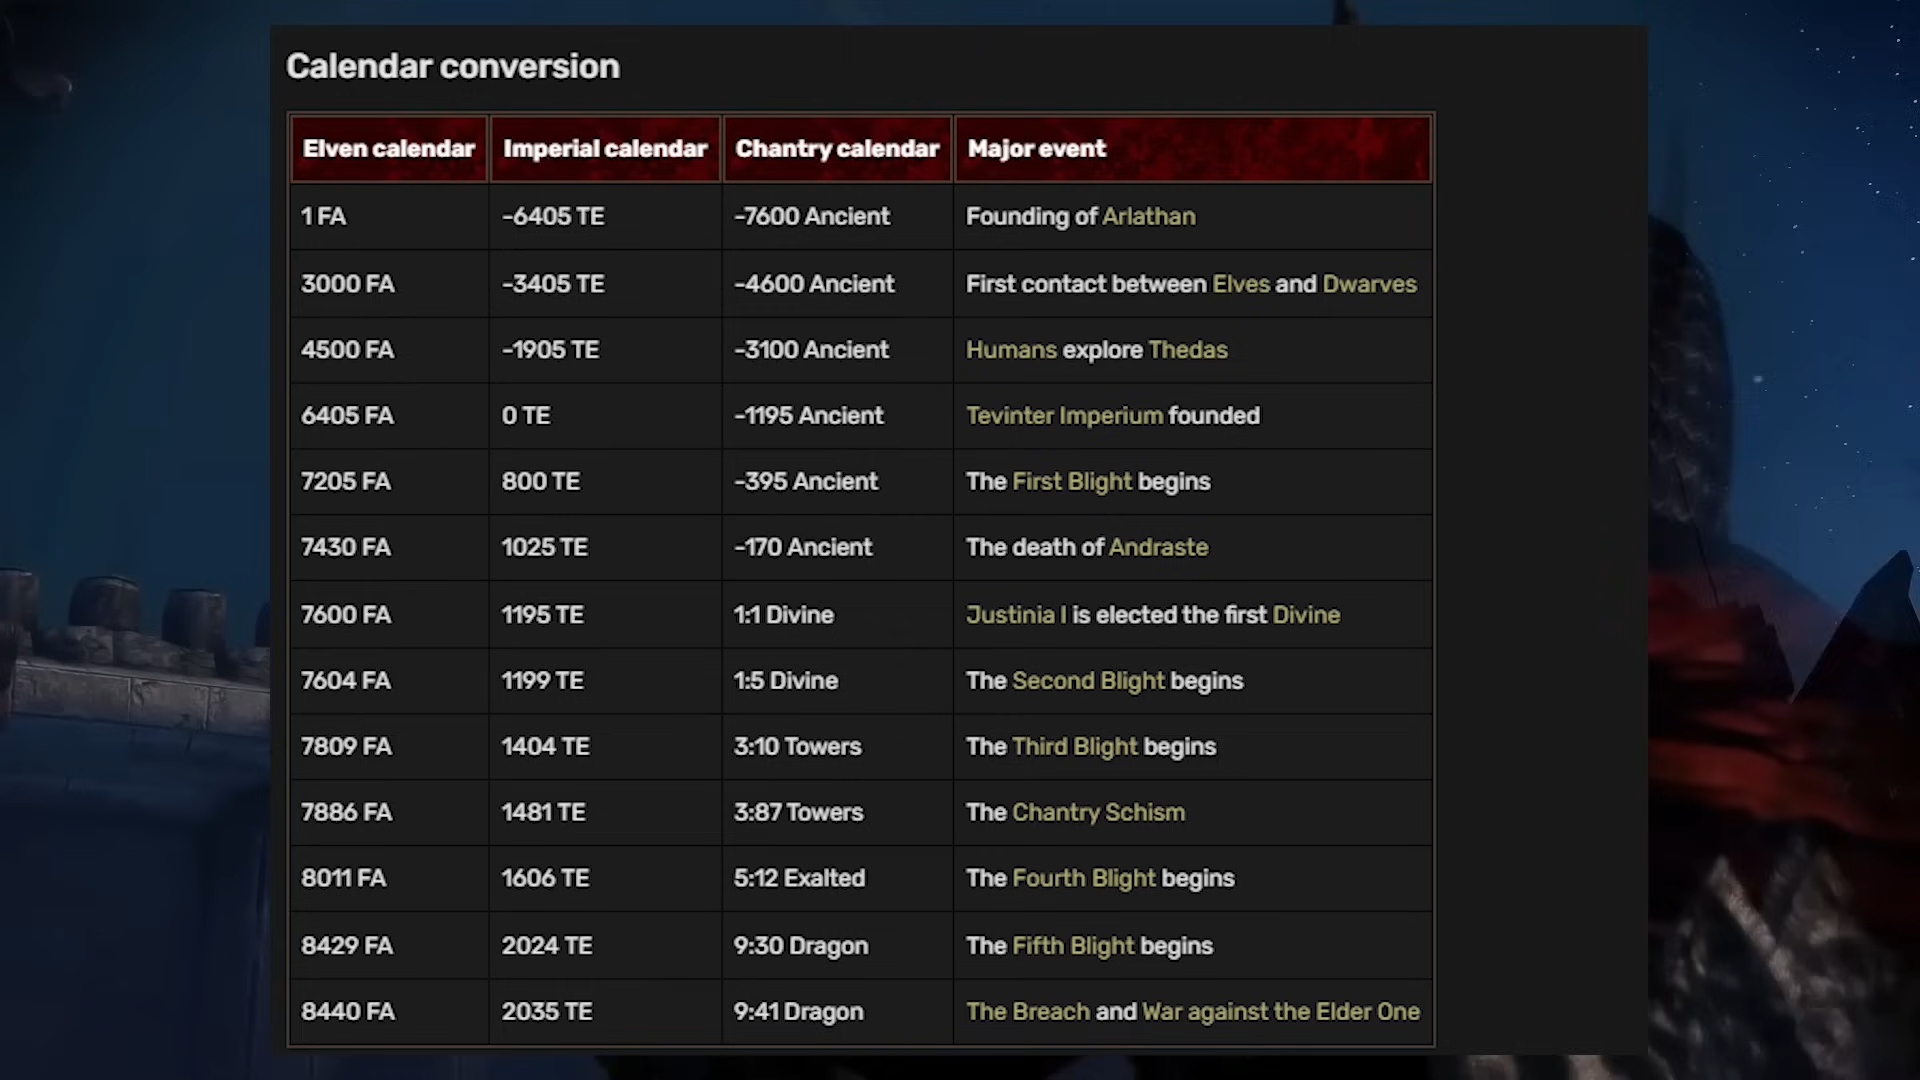 Calendar conversion
Elven calendar Imperial calendar Chantry calendar Major event
1 FA -6405 TE -7600 Ancient Founding of Arlathan
3000 FA -3405 TE -4600 Ancient First contact between Elves and Dwarves
4500 FA -1905 TE -3100 Ancient Humans explore Thedas
6405 FA 0 TE -1195 Ancient Tevinter Imperium founded
7205 FA 800 TE -395 Ancient The First Blight begins
7430 FA 1025 TE -170 Ancient The death of Andraste
7600 FA 1195 TE 1:1 Divine Justinia I is elected the first Divine
7604 FA 1199 TE 1:5 Divine The Second Blight begins
7809 FA 1404 TE 3:10 Towers The Third Blight begins
7886 FA 1481 TE 3:87 Towers The Chantry Schism
8011 FA 1606 TE 5:12 Exalted The Fourth Blight begins
8429 FA 2024 TE 9:30 Dragon The Fifth Blight begins
8440 FA 2035 TE 9:41 Dragon The Breach and War against the Elder One